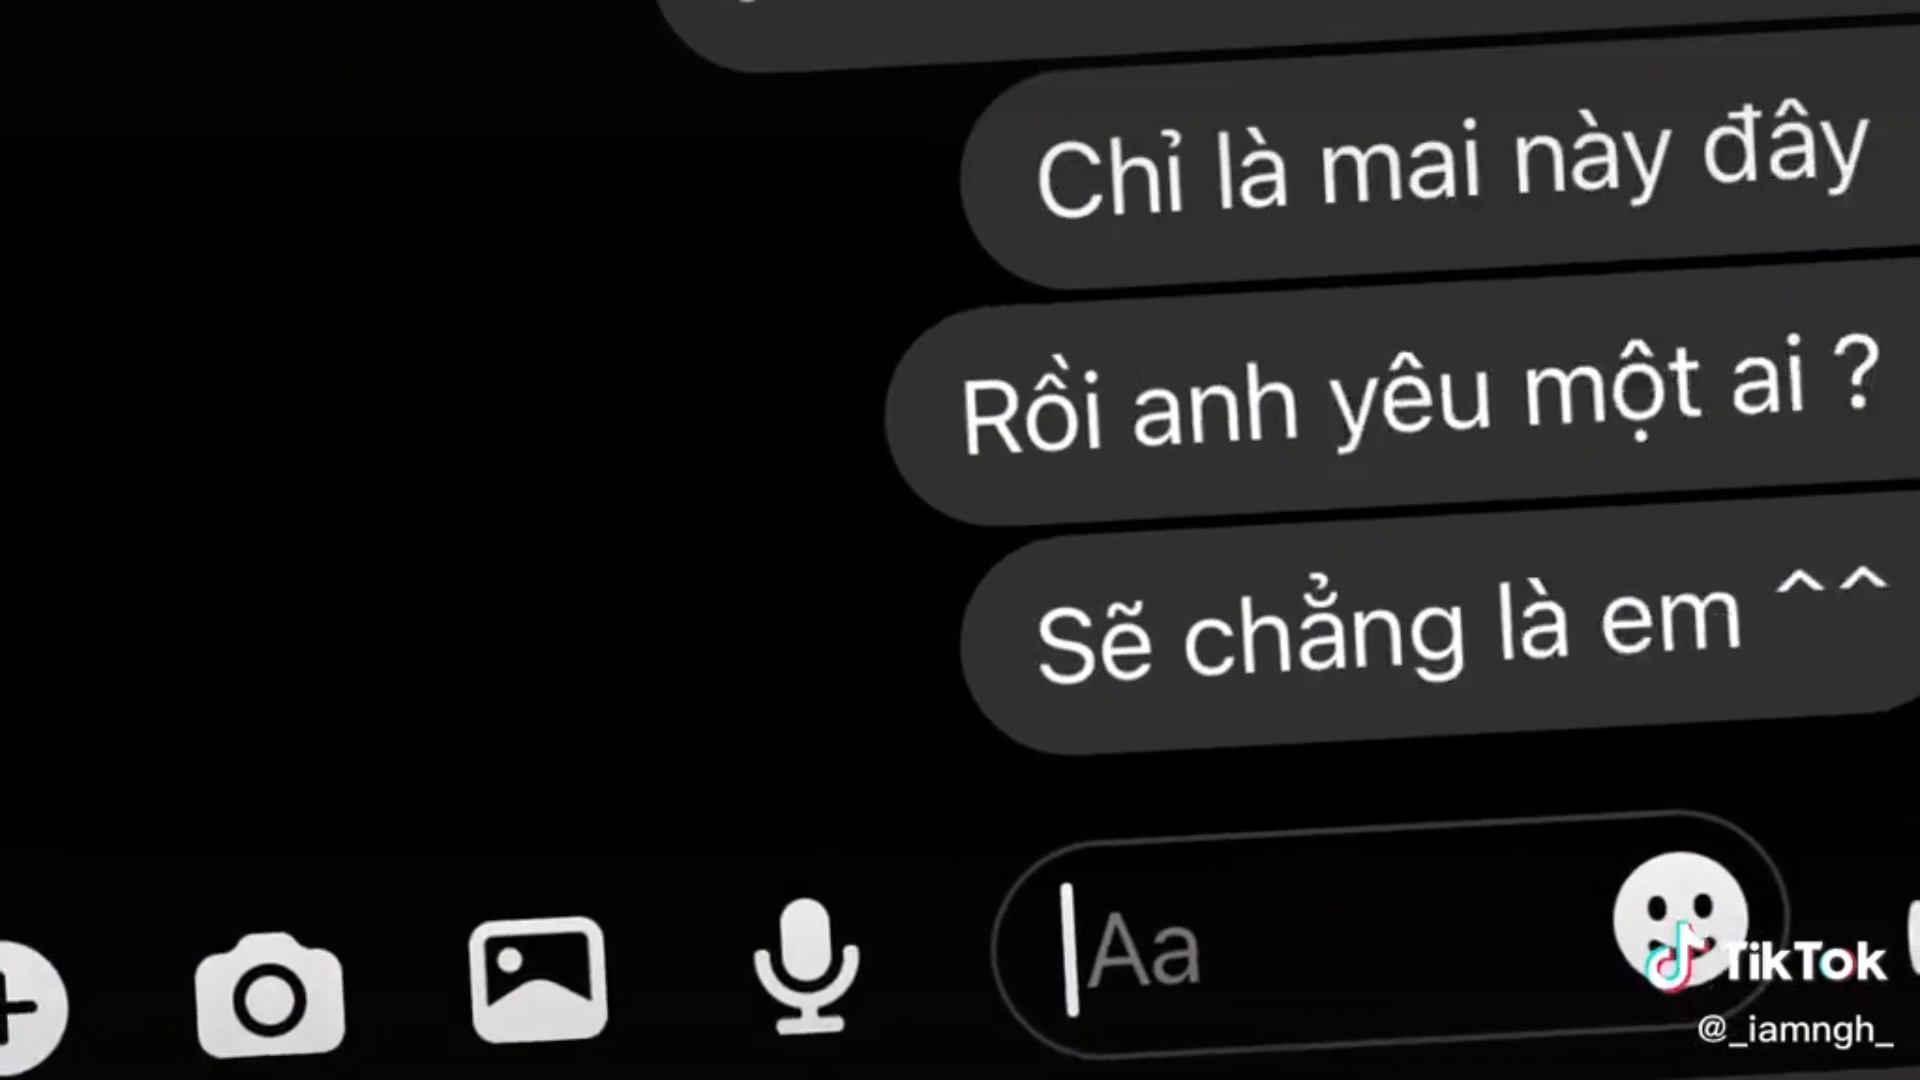 Chỉ là mai này đây
Rồi anh yêu một ai ?
Sẽ chẳng là em ^^
Aa
TikTok
@_iamngh_